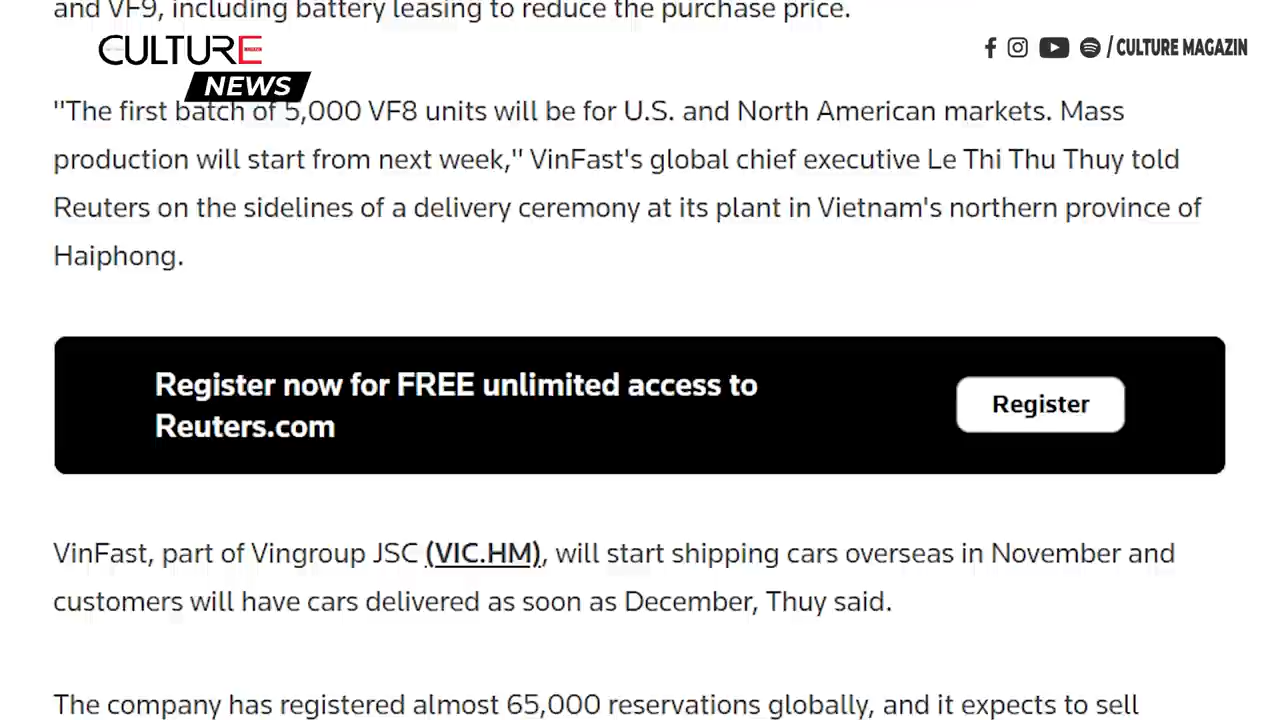 and VF9, including battery leasing to reduce the purchase price.
CULTURE
NEWS
/ CULTURE MAGAZIN
"The first batch of 5,000 VF8 units will be for U.S. and North American markets. Mass
production will start from next week," VinFast's global chief executive Le Thi Thu Thuy told
Reuters on the sidelines of a delivery ceremony at its plant in Vietnam's northern province of
Haiphong.
Register now for FREE unlimited access to
Reuters.com
Register
VinFast, part of Vingroup JSC (VIC.HM), will start shipping cars overseas in November and
customers will have cars delivered as soon as December, Thuy said.
The company has registered almost 65,000 reservations globally, and it expects to sell